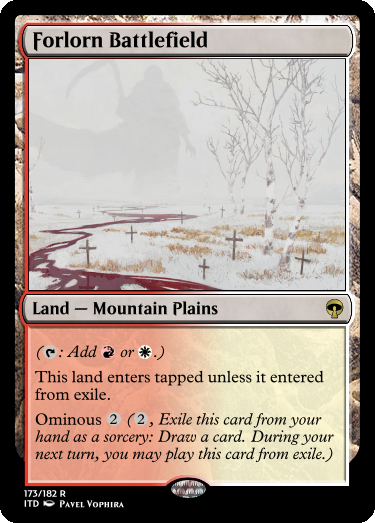 Forlorn Battlefield
Land — Mountain Plains
(: Add or .)
This land enters tapped unless it entered
from exile.
Ominous 2 (2, Exile this card from your
hand as a sorcery: Draw a card. During your
next turn, you may play this card from exile.)
173/182 R
ITD Pavel Vophira